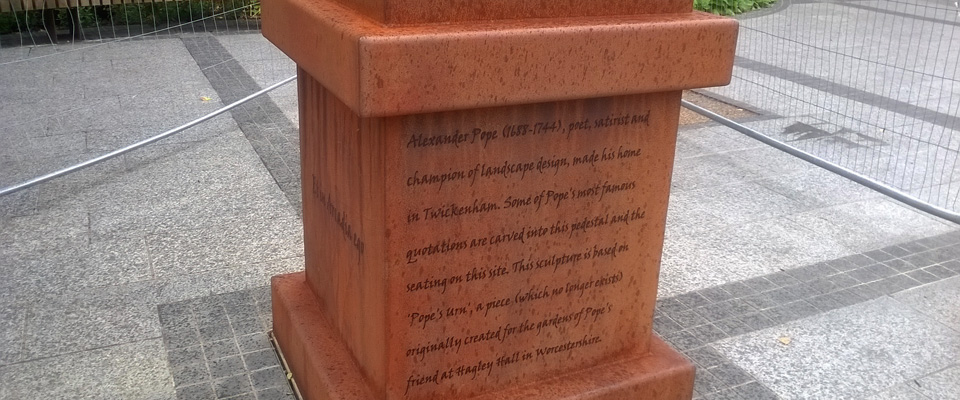 Alexander Pope (1688-1744), poet, satirist and
champion of landscape design, made his home
in Twickenham. Some of Pope's most famous
quotations are carved into this pedestal and the
seating on this site. This sculpture is based on
'Pope's Urn', a piece (which no longer exists)
originally created for the gardens of Pope's
friend at Hagley Hall in Worcestershire.